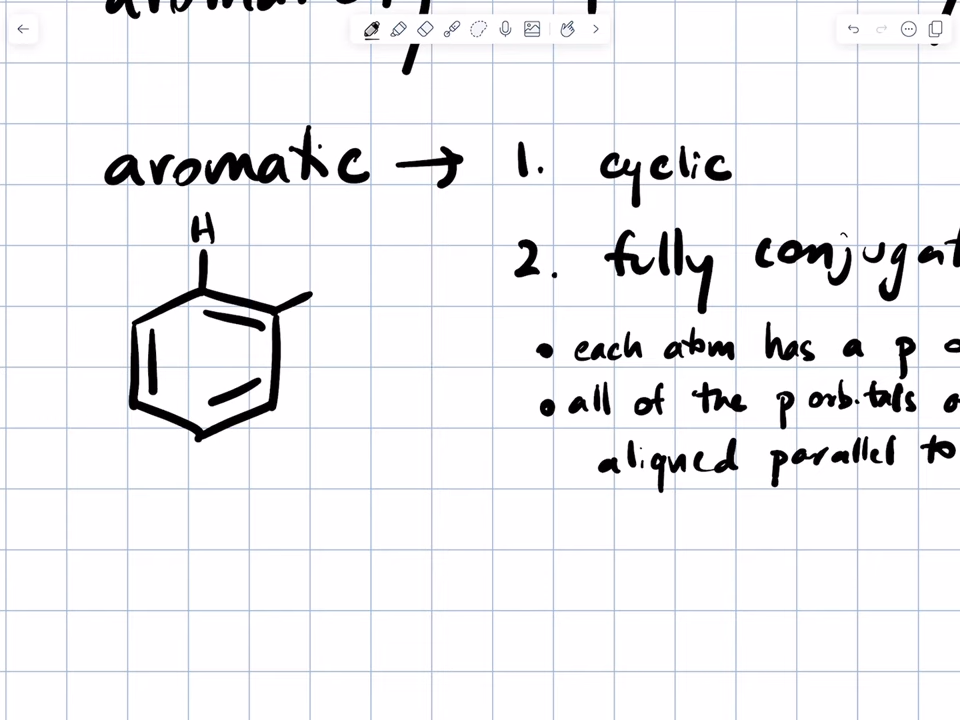 aromatic → 1. cyclic
H
2. fully
• each atom has a p
• all of the p orbitals
aligned parallel to